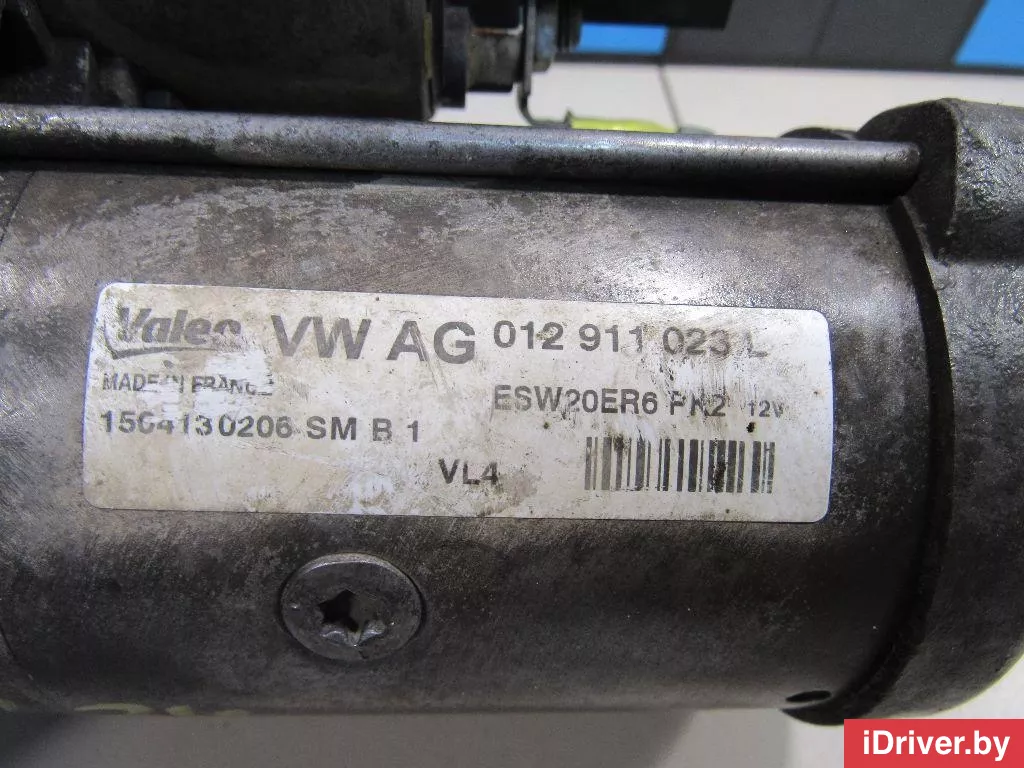 Valeo VW AG 012 911 023 L
MADE IN FRANCE ESW20ER6 PK2 12V
1504130206 SM B 1
VL4
iDriver.by